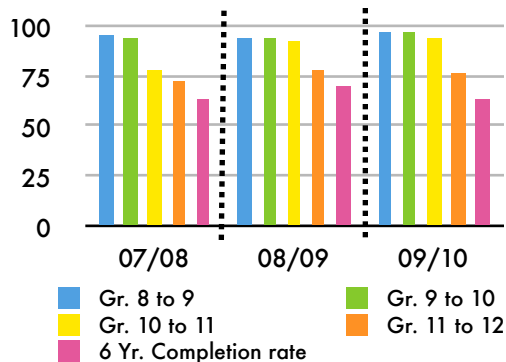 100
75
50
25
0
07/08 08/09 09/10
Gr. 8 to 9 Gr. 9 to 10
Gr. 10 to 11 Gr. 11 to 12
6 Yr. Completion rate